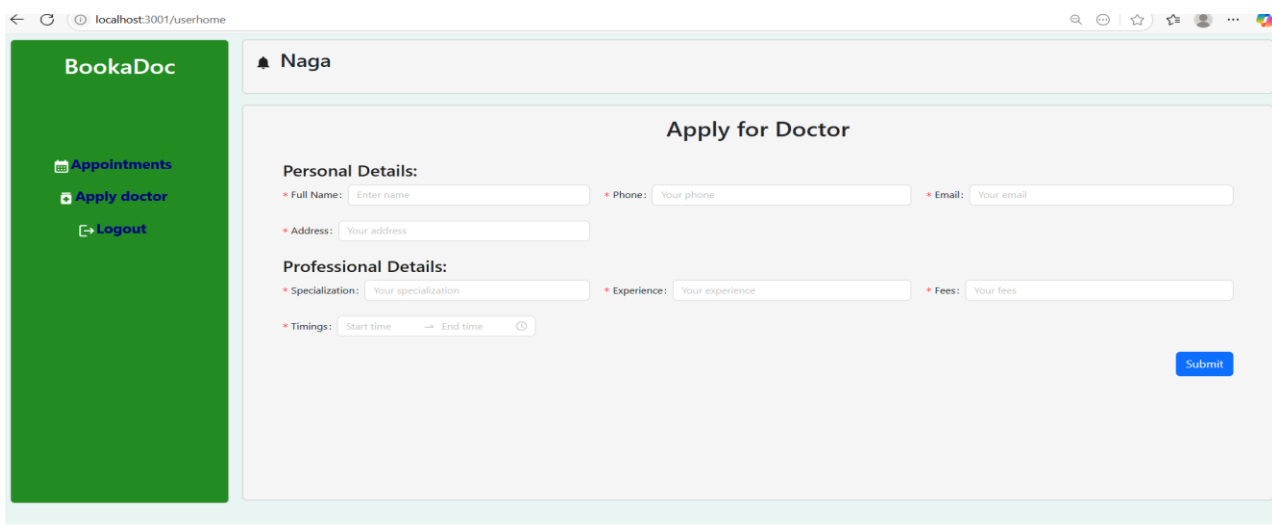 localhost:3001/userhome
BookaDoc
Appointments
Apply doctor
Logout
Naga
Apply for Doctor
Personal Details:
* Full Name: Enter name * Phone: Your phone * Email: Your email
* Address: Your address
Professional Details:
* Specialization: Your specialization * Experience: Your experience * Fees: Your fees
* Timings: Start time → End time
Submit